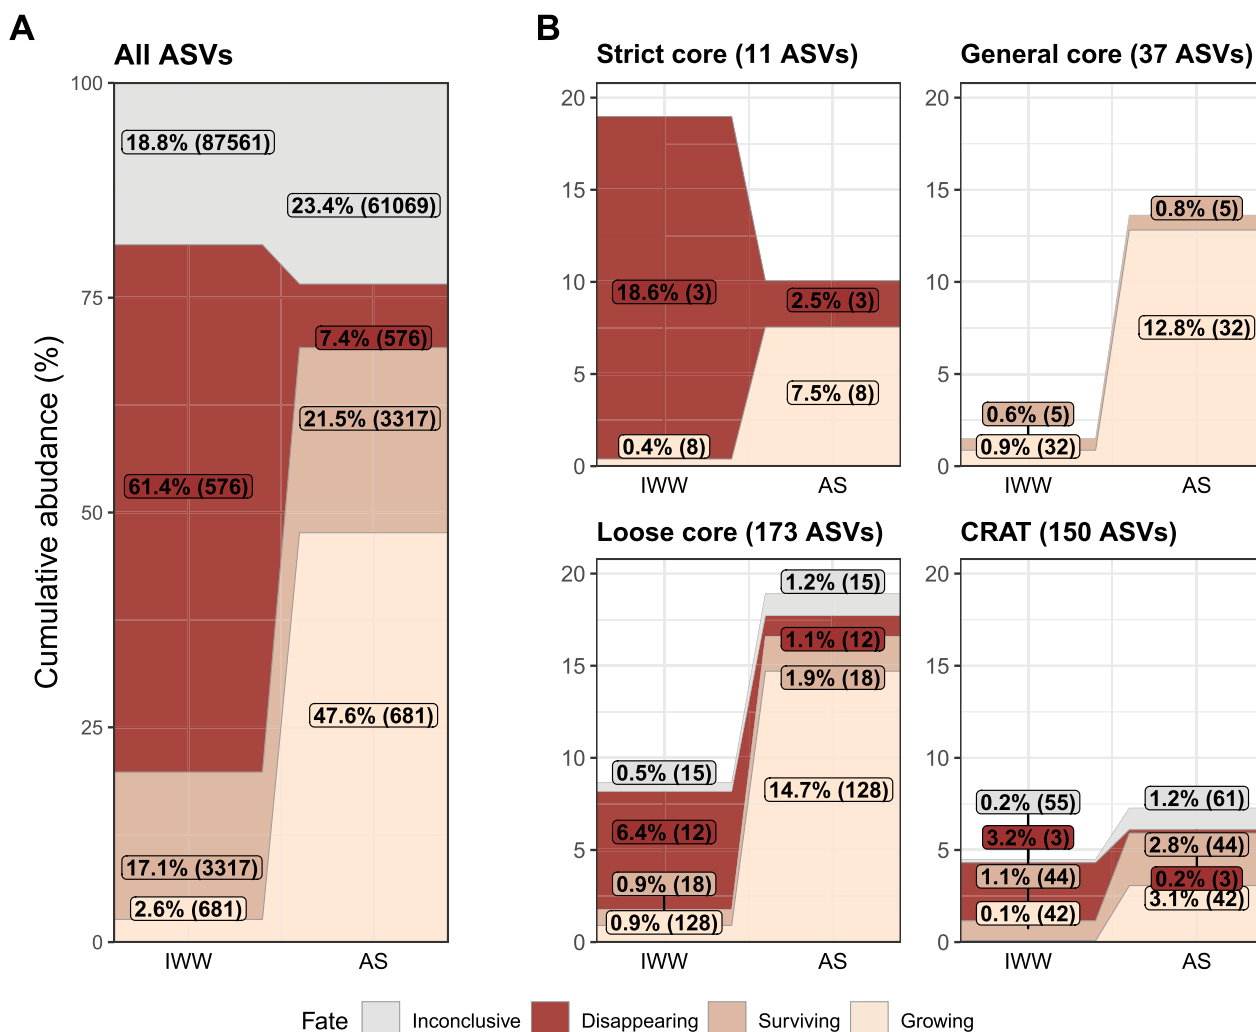 A
B
All ASVs
Strict core (11 ASVs)
General core (37 ASVs)
Cumulative abudance (%)
100
75
50
25
0
18.8% (87561)
23.4% (61069)
7.4% (576)
21.5% (3317)
61.4% (576)
47.6% (681)
17.1% (3317)
2.6% (681)
IWW
AS
20
15
10
5
0
18.6% (3)
2.5% (3)
7.5% (8)
0.4% (8)
IWW
AS
20
15
10
5
0
0.8% (5)
12.8% (32)
0.6% (5)
0.9% (32)
IWW
AS
Loose core (173 ASVs)
20
15
10
5
0
1.2% (15)
1.1% (12)
1.9% (18)
0.5% (15)
14.7% (128)
6.4% (12)
0.9% (18)
0.9% (128)
IWW
AS
CRAT (150 ASVs)
20
15
10
5
0
0.2% (55)
1.2% (61)
3.2% (3)
2.8% (44)
1.1% (44)
0.2% (3)
3.1% (42)
0.1% (42)
IWW
AS
Fate
Inconclusive
Disappearing
Surviving
Growing